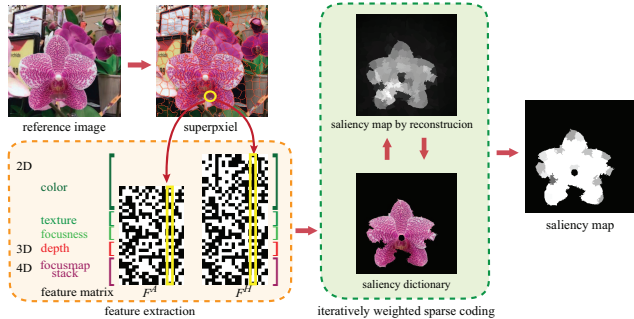 reference image
superpxiel
2D
color
texture
focusness
3D depth
4D focusmap
stack
feature matrix F^A F^H
feature extraction
saliency map by reconstrucion
saliency dictionary
iteratively weighted sparse coding
saliency map